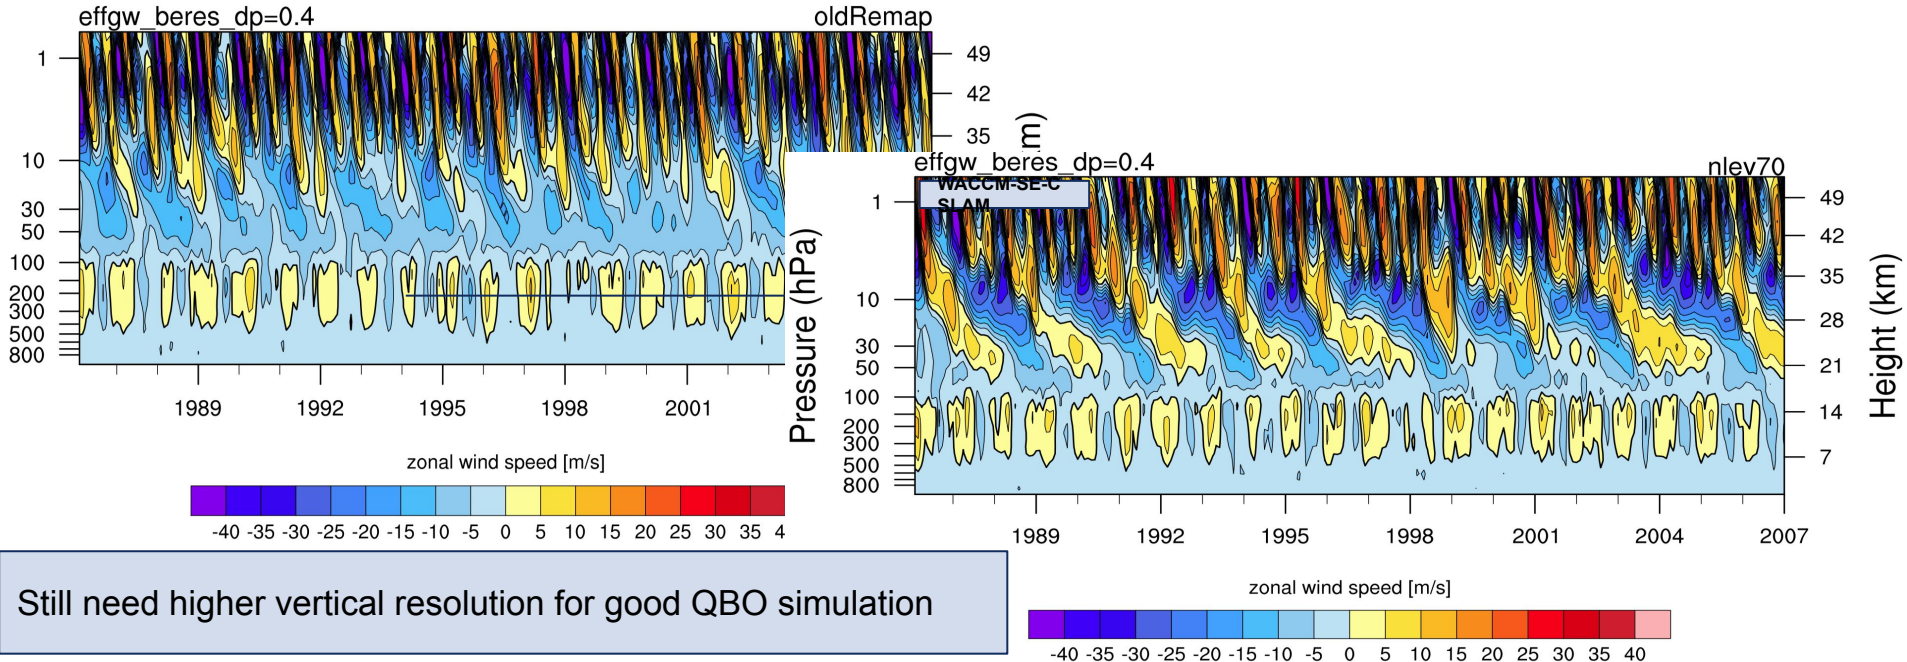 effgw_beres_dp=0.4
oldRemap
1
10
30
50
100
200
300
500
800
49
42
35
m)
1989
1992
1995
1998
2001
zonal wind speed [m/s]
-40 -35 -30 -25 -20 -15 -10 -5 0 5 10 15 20 25 30 35 4
effgw_beres_dp=0.4
nlev70
WACCM-SE-C
SLAM
Pressure (hPa)
1
10
30
50
100
200
300
500
800
49
42
35
28
21
14
7
Height (km)
1989
1992
1995
1998
2001
2004
2007
zonal wind speed [m/s]
-40 -35 -30 -25 -20 -15 -10 -5 0 5 10 15 20 25 30 35 40
Still need higher vertical resolution for good QBO simulation